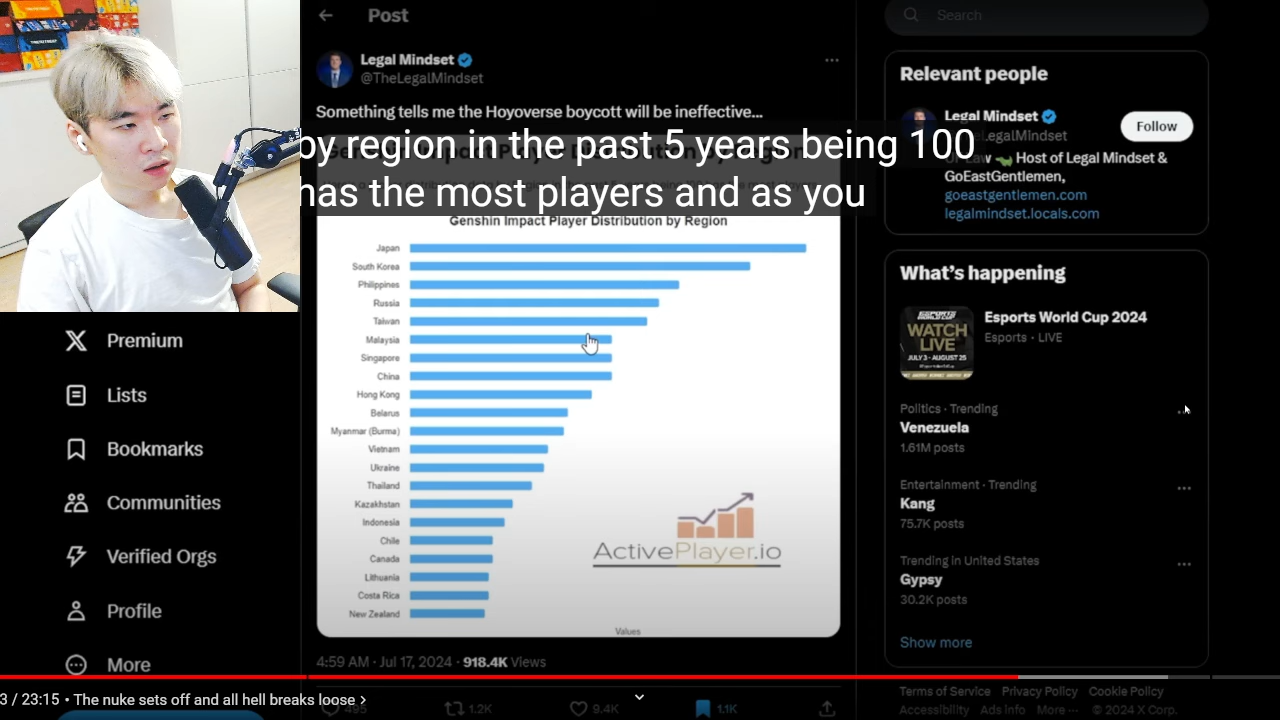 Post
Search
Legal Mindset
@TheLegalMindset
Something tells me the Hoyoverse boycott will be ineffective...
by region in the past 5 years being 100
has the most players and as you
Genshin Impact Player Distribution by Region
Japan
South Korea
Philippines
Russia
Taiwan
Malaysia
Singapore
China
Hong Kong
Belarus
Myanmar (Burma)
Vietnam
Ukraine
Thailand
Kazakhstan
Indonesia
Chile
Canada
Lithuania
Costa Rica
New Zealand
Values
ActivePlayer.io
4:59 AM · Jul 17, 2024 · 918.4K Views
495
1.2K
9.4K
1.1K
Premium
Lists
Bookmarks
Communities
Verified Orgs
Profile
More
Relevant people
Legal Mindset
LegalMindset
Follow
Law Host of Legal Mindset &
GoEastGentlemen,
goeastgentlemen.com
legalmindset.locals.com
What's happening
WATCH
LIVE
JULY 3 - AUGUST 25
Esports World Cup 2024
Esports · LIVE
Politics · Trending
Venezuela
1.61M posts
Entertainment · Trending
Kang
75.7K posts
Trending in United States
Gypsy
30.2K posts
Show more
Terms of Service Privacy Policy Cookie Policy
Accessibility Ads info More ··· © 2024 X Corp.
3 / 23:15 • The nuke sets off and all hell breaks loose >